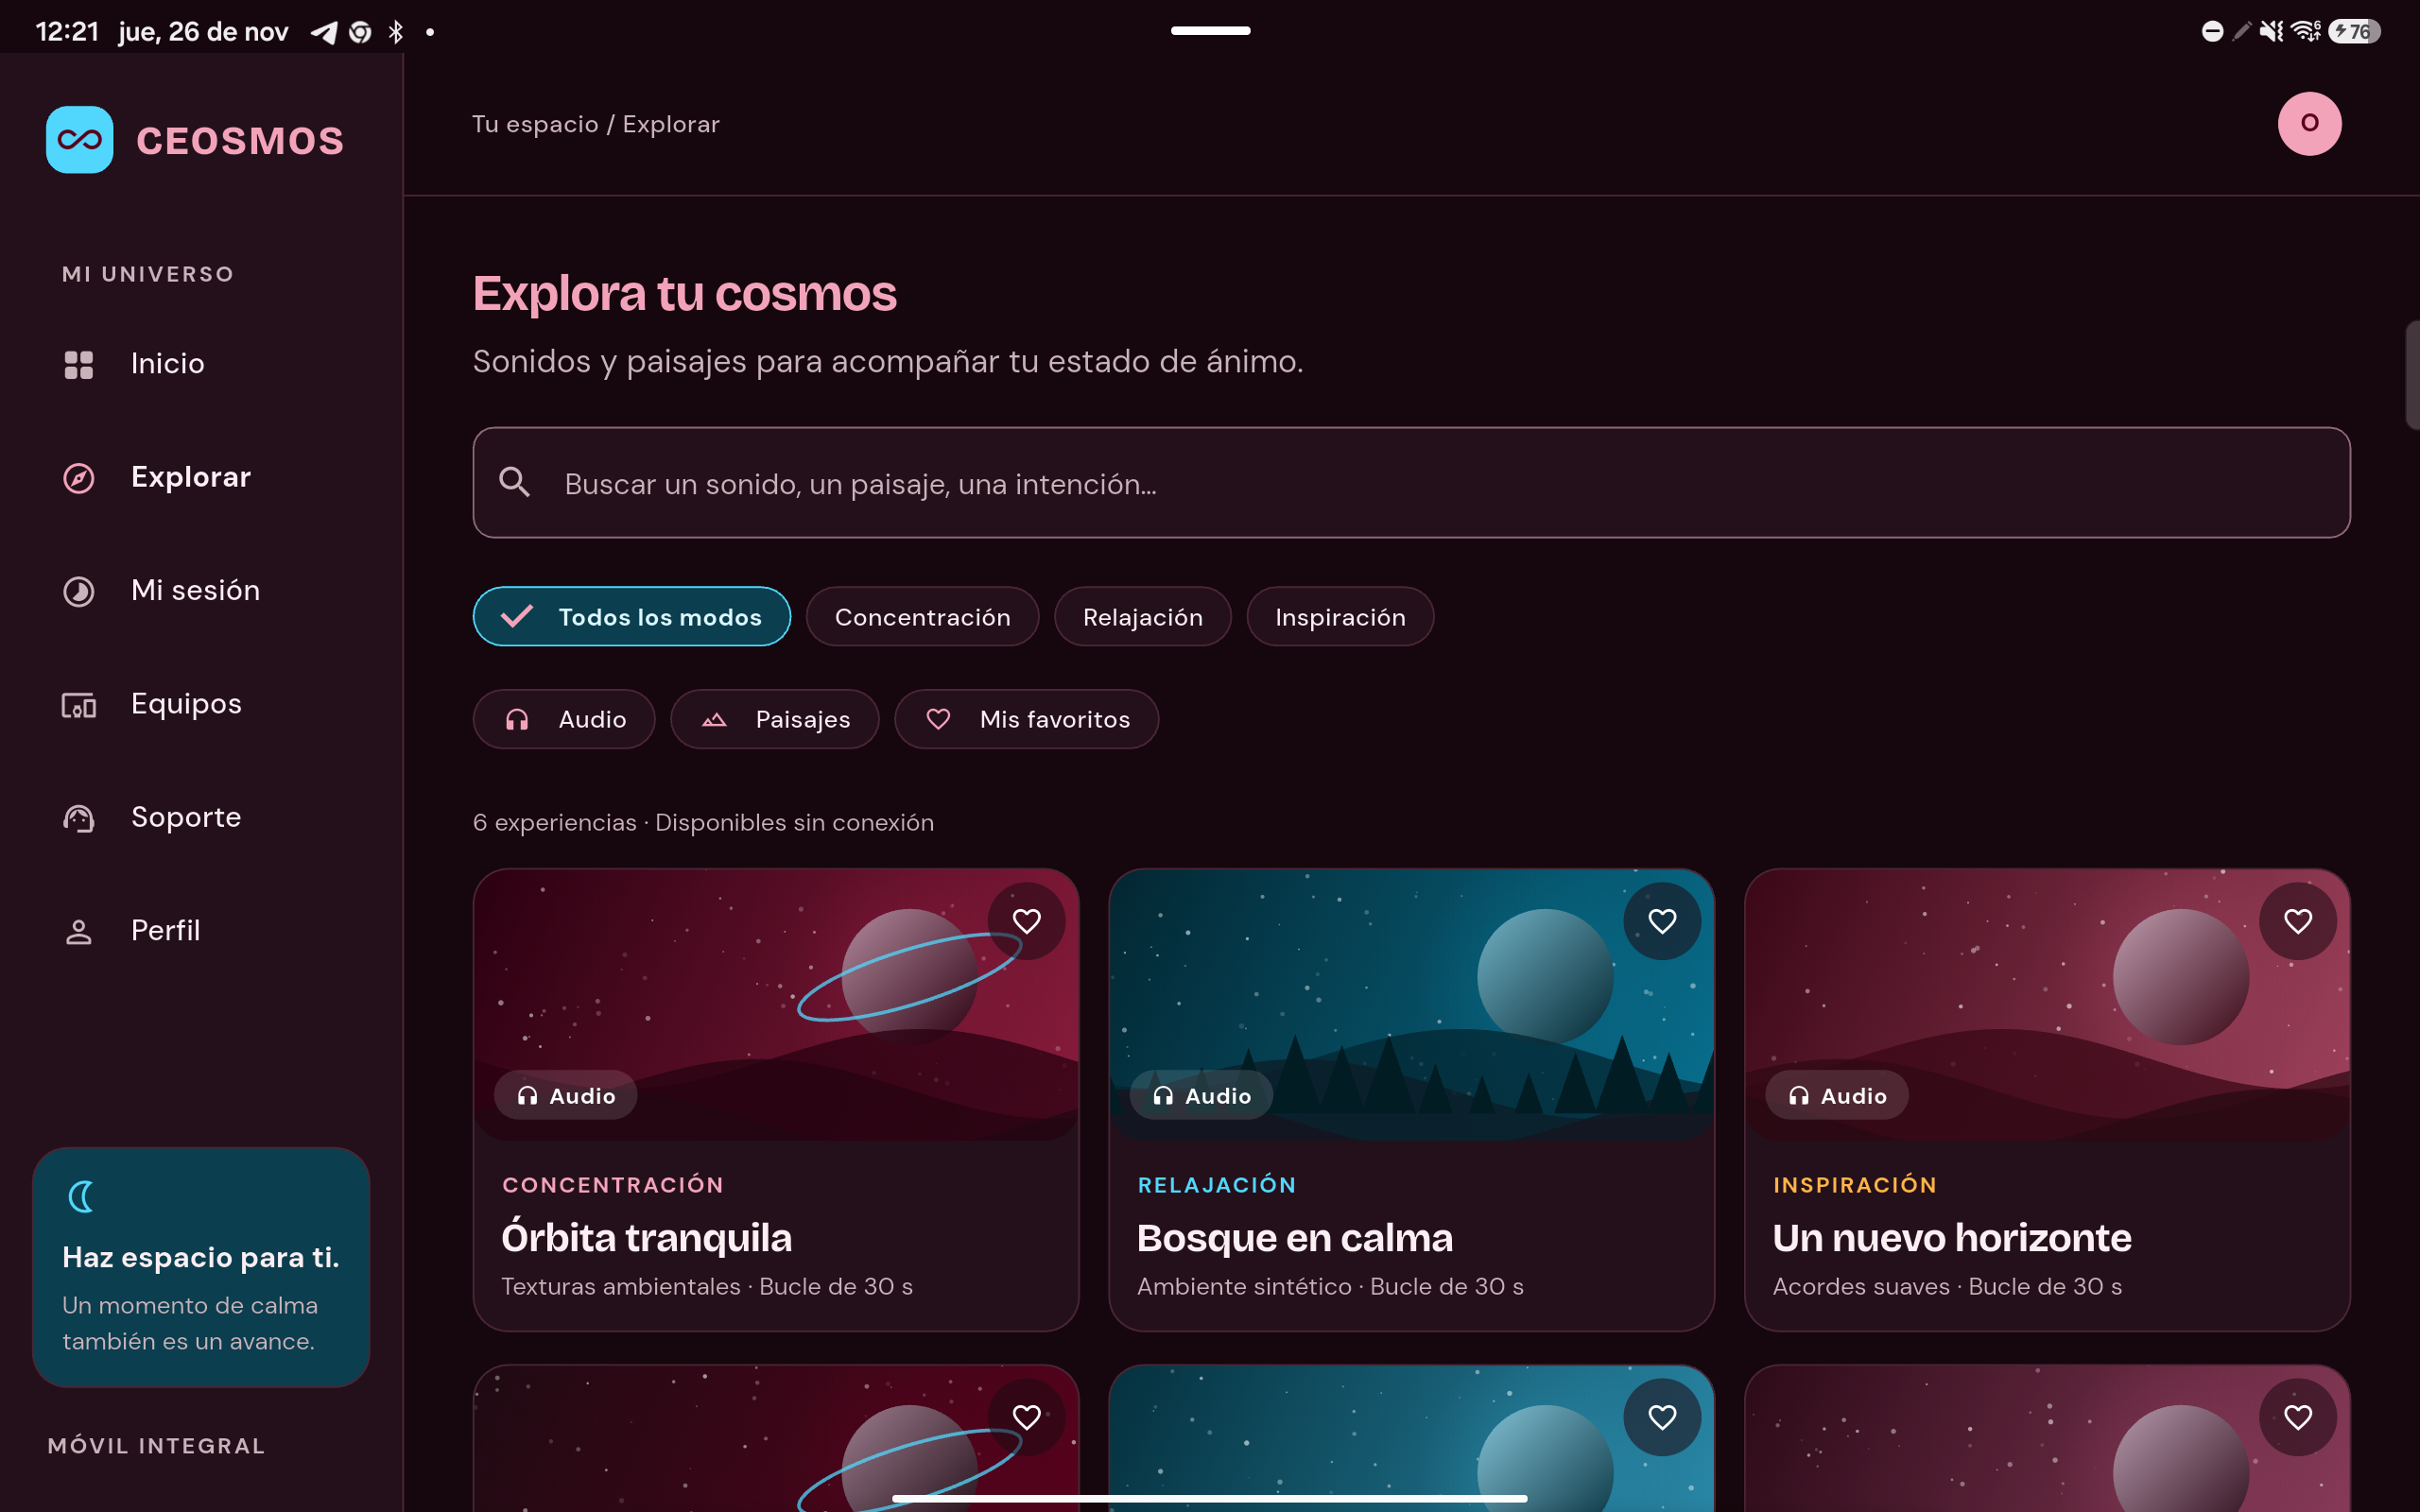 12:21 jue, 26 de nov
6
76
CEOSMOS
Tu espacio / Explorar
O
MI UNIVERSO
Inicio
Explorar
Mi sesión
Equipos
Soporte
Perfil
Haz espacio para ti.
Un momento de calma
también es un avance.
MÓVIL INTEGRAL
Explora tu cosmos
Sonidos y paisajes para acompañar tu estado de ánimo.
Buscar un sonido, un paisaje, una intención...
Todos los modos
Concentración
Relajación
Inspiración
Audio
Paisajes
Mis favoritos
6 experiencias · Disponibles sin conexión
Audio
CONCENTRACIÓN
Órbita tranquila
Texturas ambientales · Bucle de 30 s
Audio
RELAJACIÓN
Bosque en calma
Ambiente sintético · Bucle de 30 s
Audio
INSPIRACIÓN
Un nuevo horizonte
Acordes suaves · Bucle de 30 s